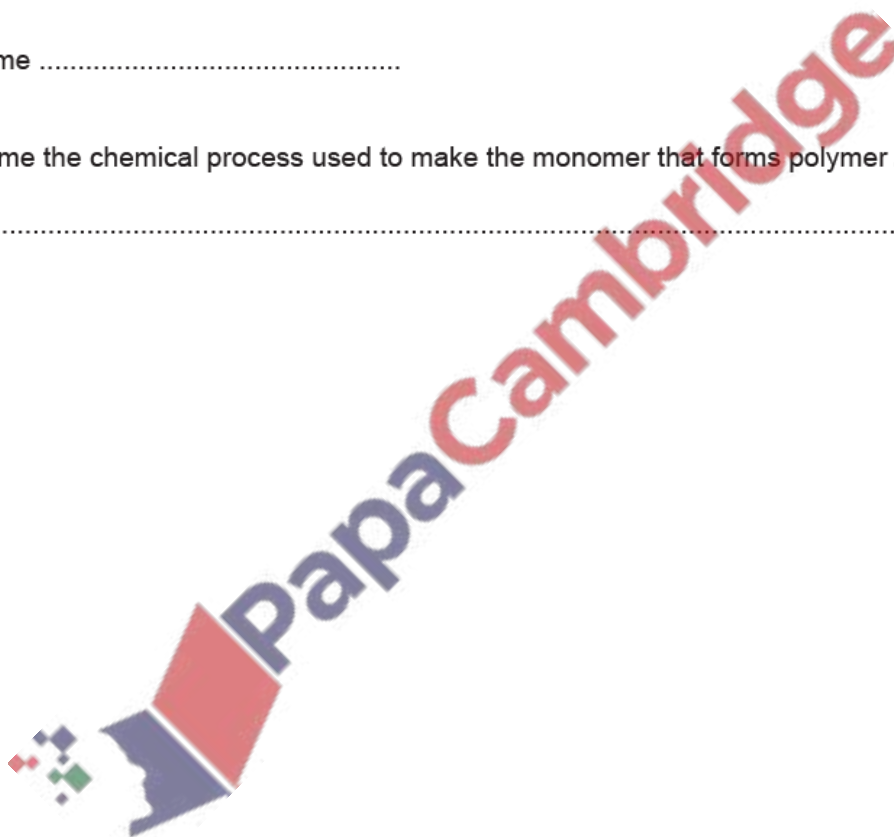 me .................................................
me the chemical process used to make the monomer that forms polymer
....................................................................................................................
PapaCambridge